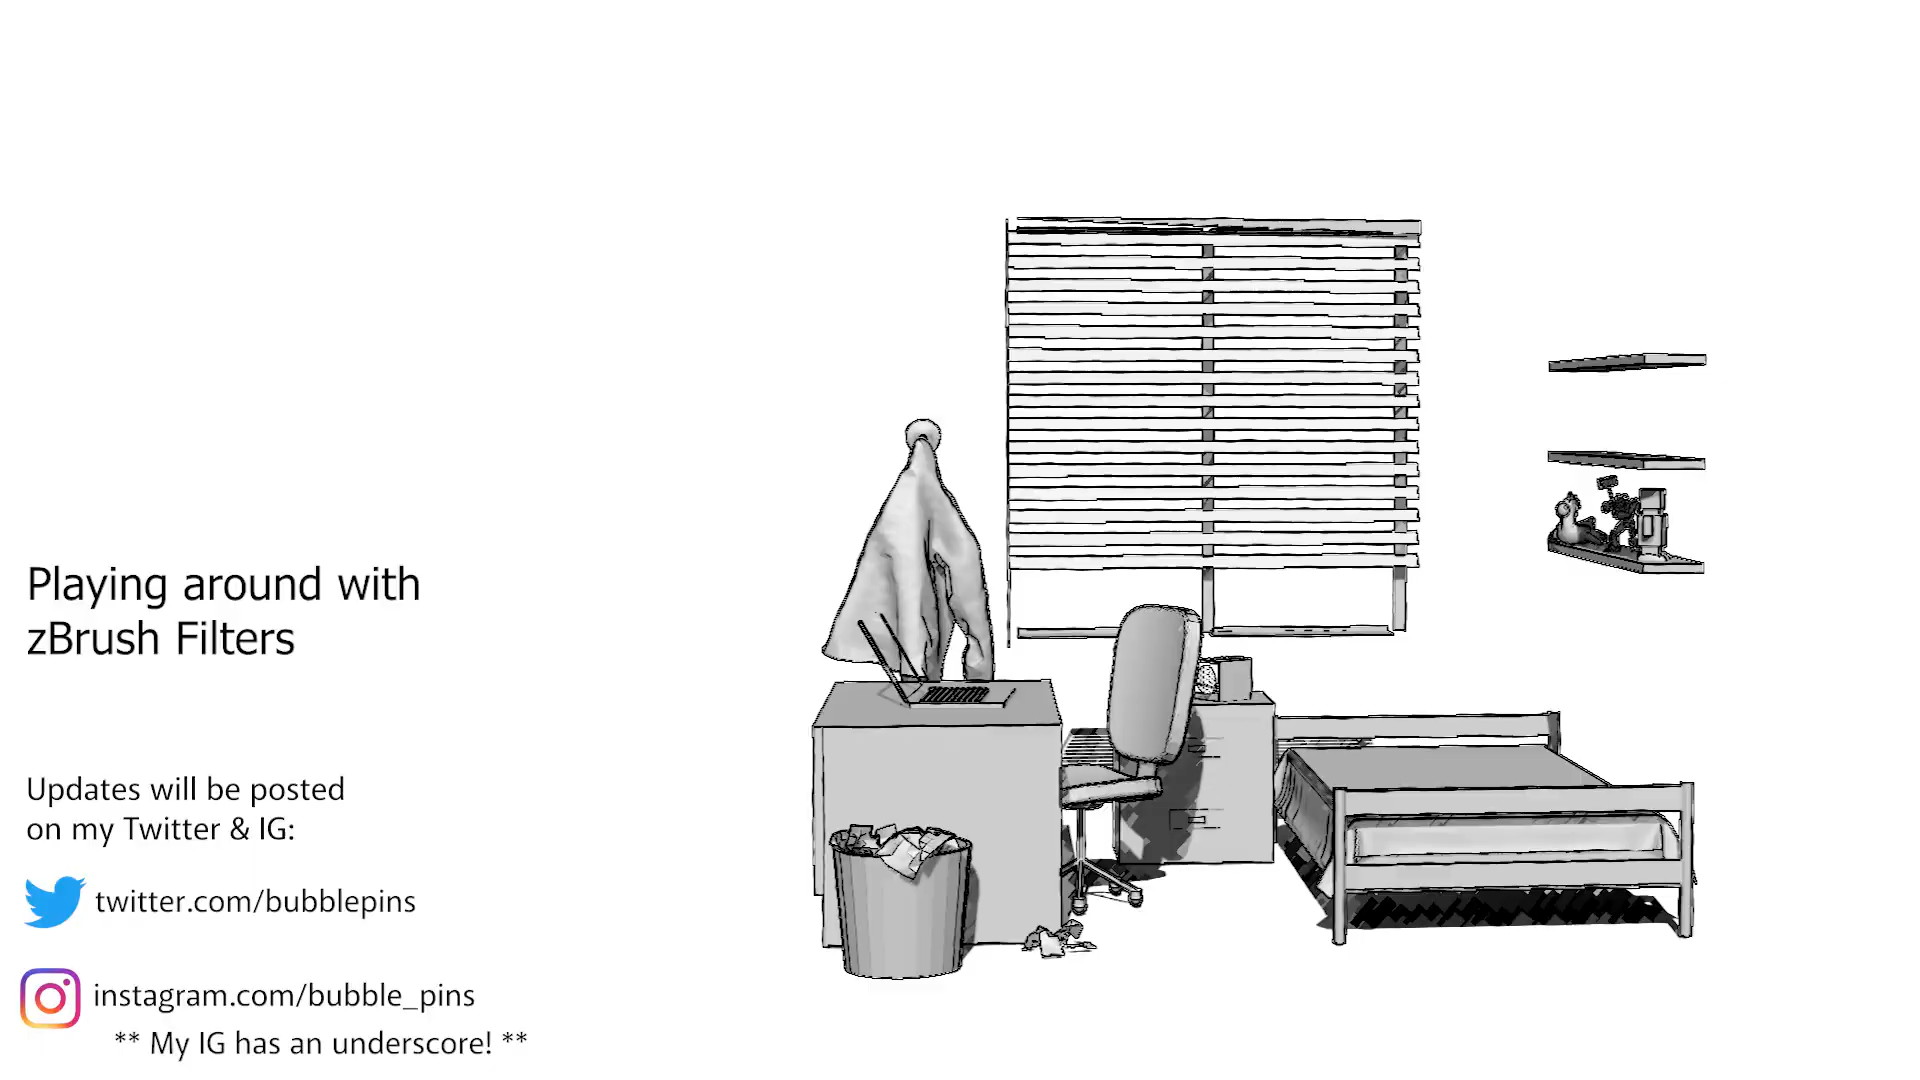 Playing around with
zBrush Filters
Updates will be posted
on my Twitter & IG:
twitter.com/bubblepins
instagram.com/bubble_pins
** My IG has an underscore! **